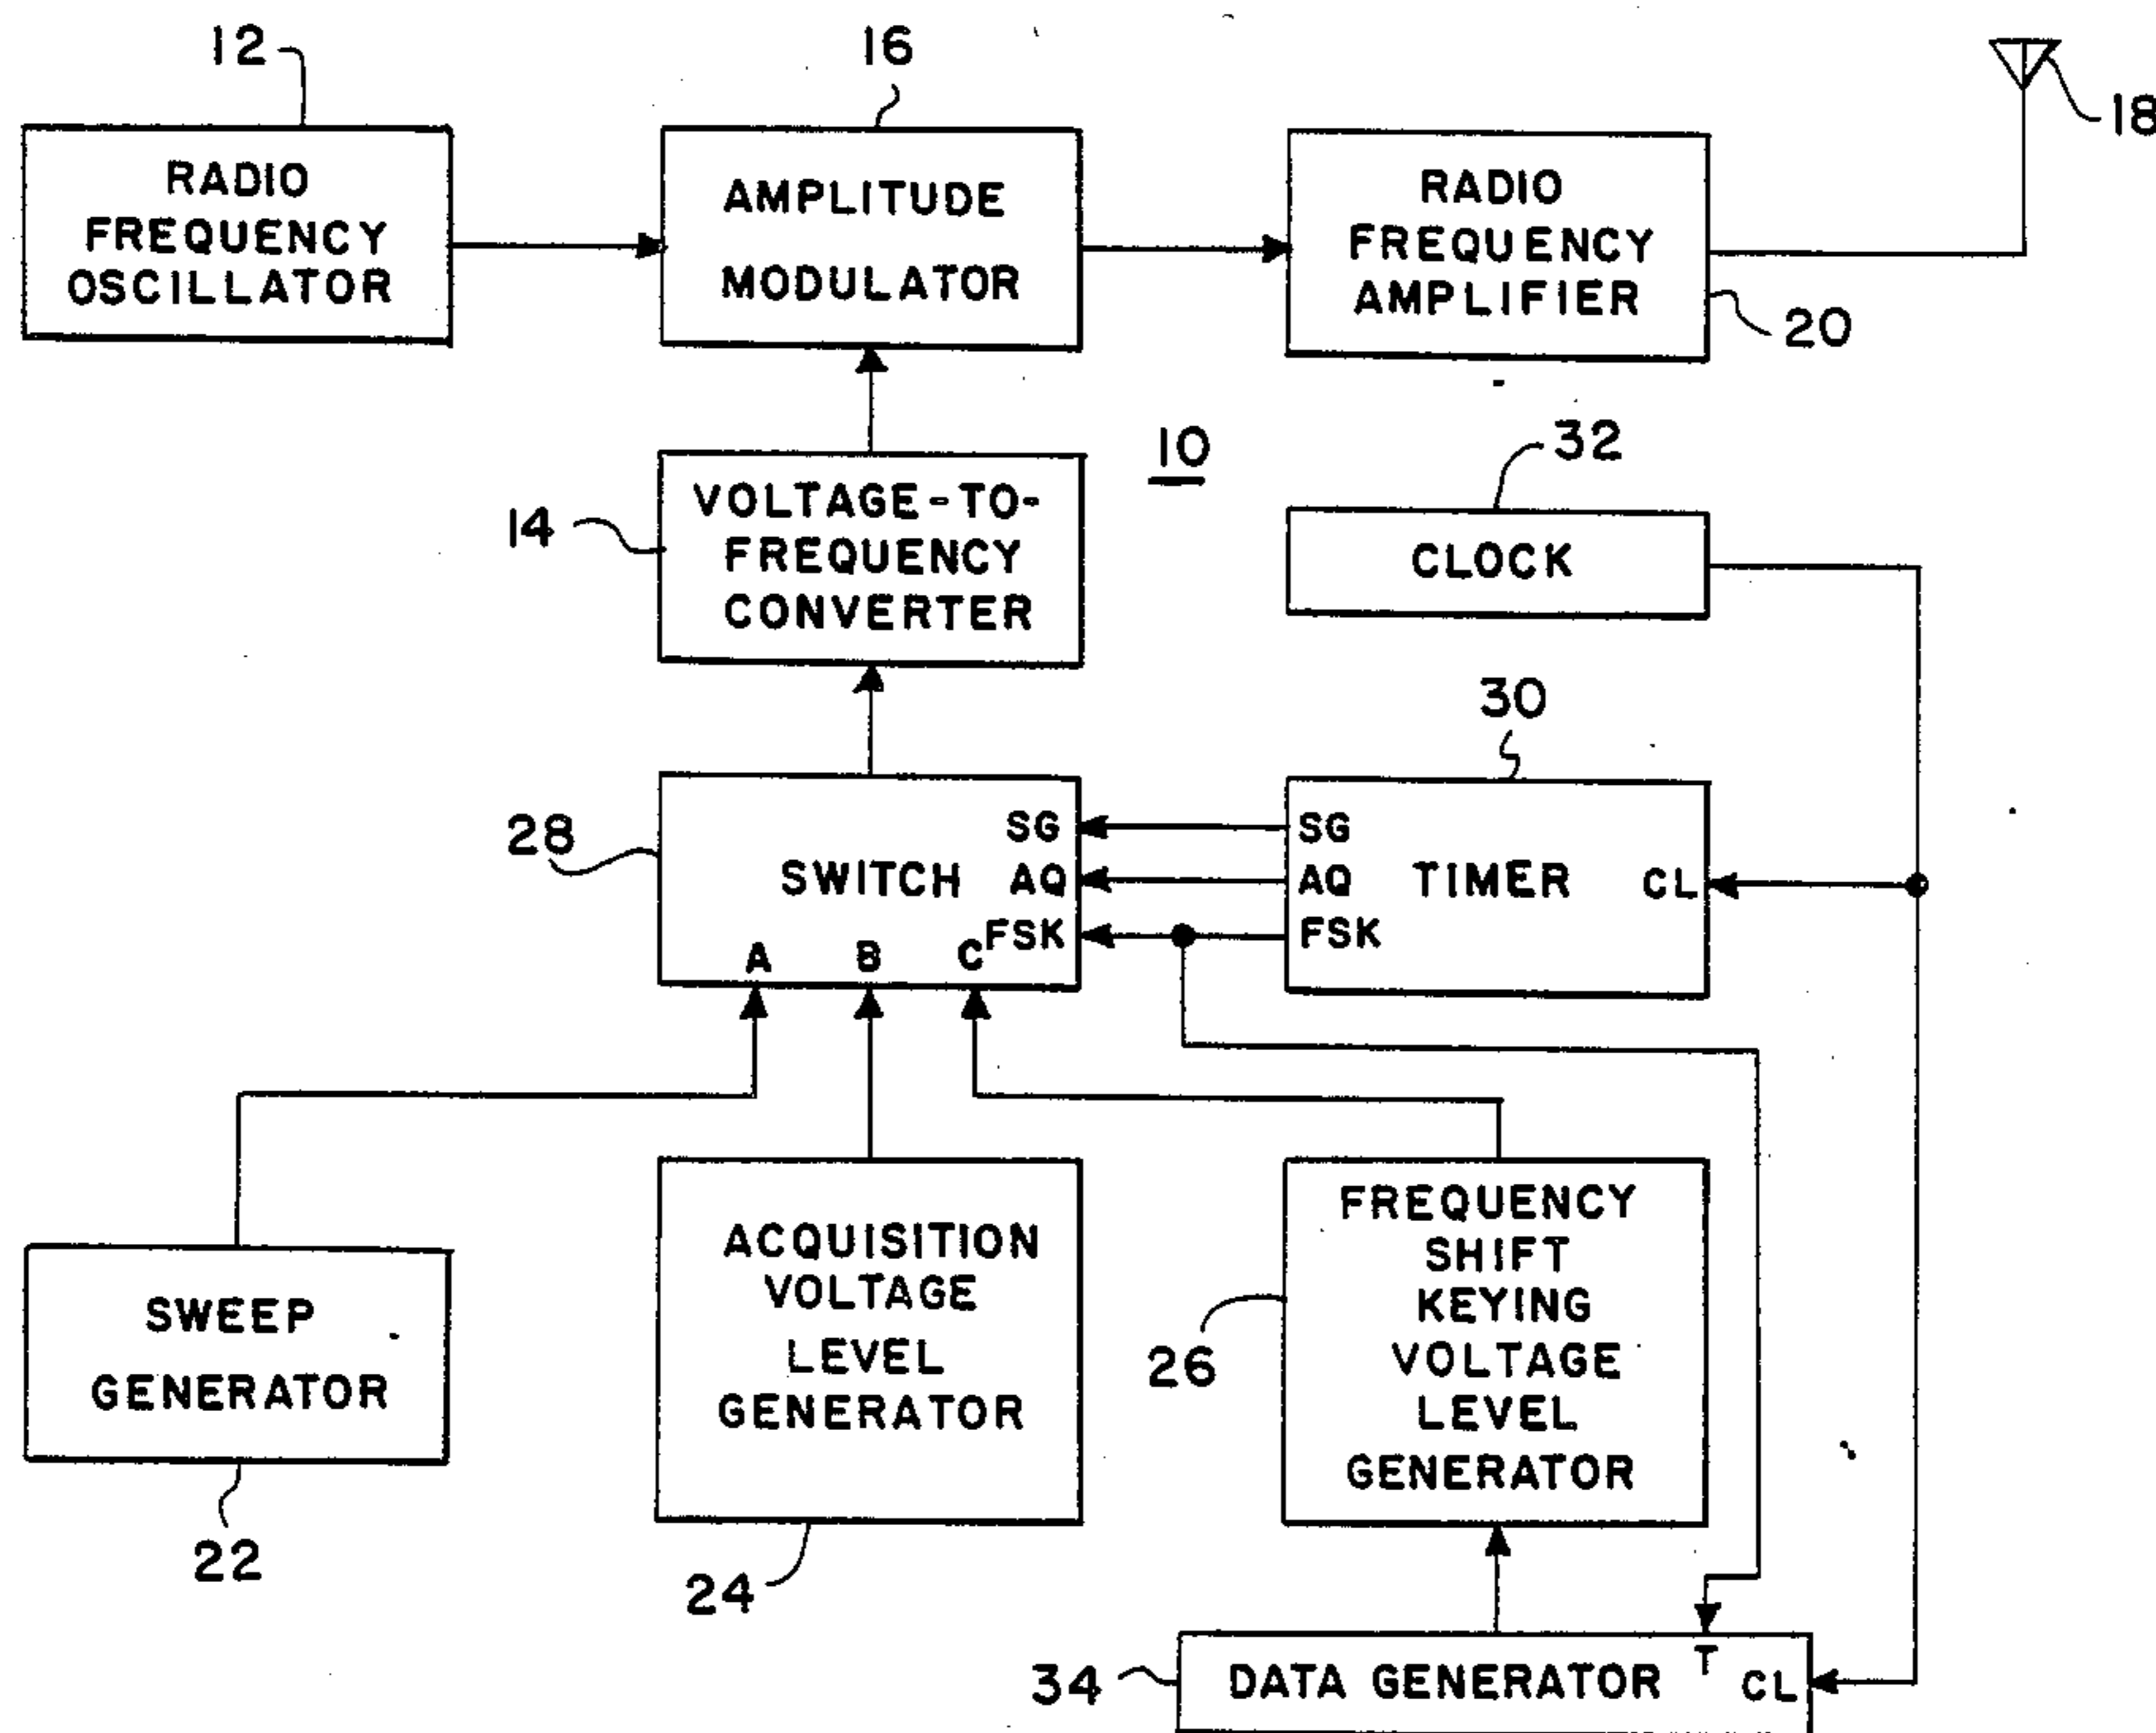 12
16
18
RADIO
FREQUENCY
OSCILLATOR
AMPLITUDE
MODULATOR
RADIO
FREQUENCY
AMPLIFIER
20
10
32
14
VOLTAGE-TO-
FREQUENCY
CONVERTER
CLOCK
30
28
SWITCH
SG
AQ
FSK
A
B
C
SG
AQ
FSK
TIMER
CL
SWEEP
GENERATOR
22
ACQUISITION
VOLTAGE
LEVEL
GENERATOR
24
FREQUENCY
SHIFT
KEYING
VOLTAGE
LEVEL
GENERATOR
26
34
DATA GENERATOR
T
CL